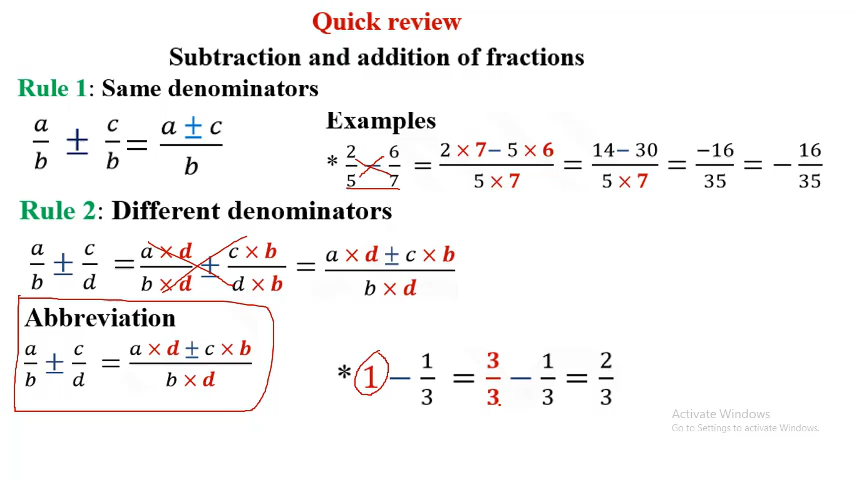 Quick review
Subtraction and addition of fractions
Rule 1: Same denominators
a/b ± c/b = (a ± c)/b
Examples
* 2/5 − 6/7 = (2 × 7 − 5 × 6)/(5 × 7) = (14 − 30)/(5 × 7) = −16/35 = − 16/35
Rule 2: Different denominators
a/b ± c/d = (a × d)/(b × d) ± (c × b)/(d × b) = (a × d ± c × b)/(b × d)
Abbreviation
a/b ± c/d = (a × d ± c × b)/(b × d)
* 1 − 1/3 = 3/3 − 1/3 = 2/3
Activate Windows
Go to Settings to activate Windows.